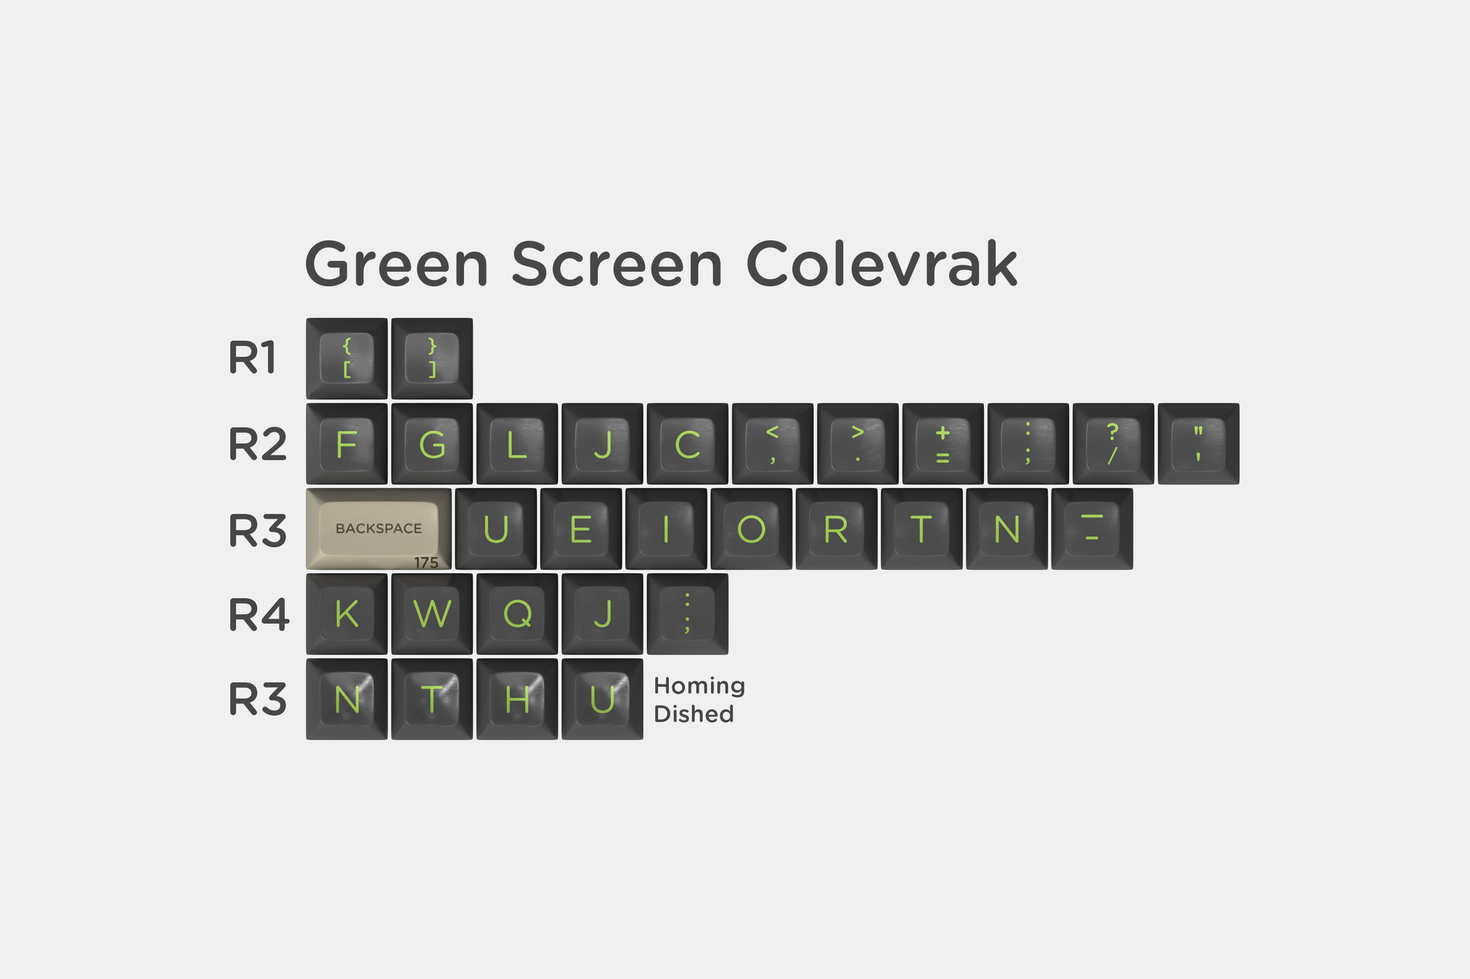 Green Screen Colevrak
R1 { [ } ]
R2 F G L J C < , > . + = : ; ? / " '
R3 BACKSPACE 175 U E I O R T N _ -
R4 K W Q J : ;
R3 N T H U Homing
Dished